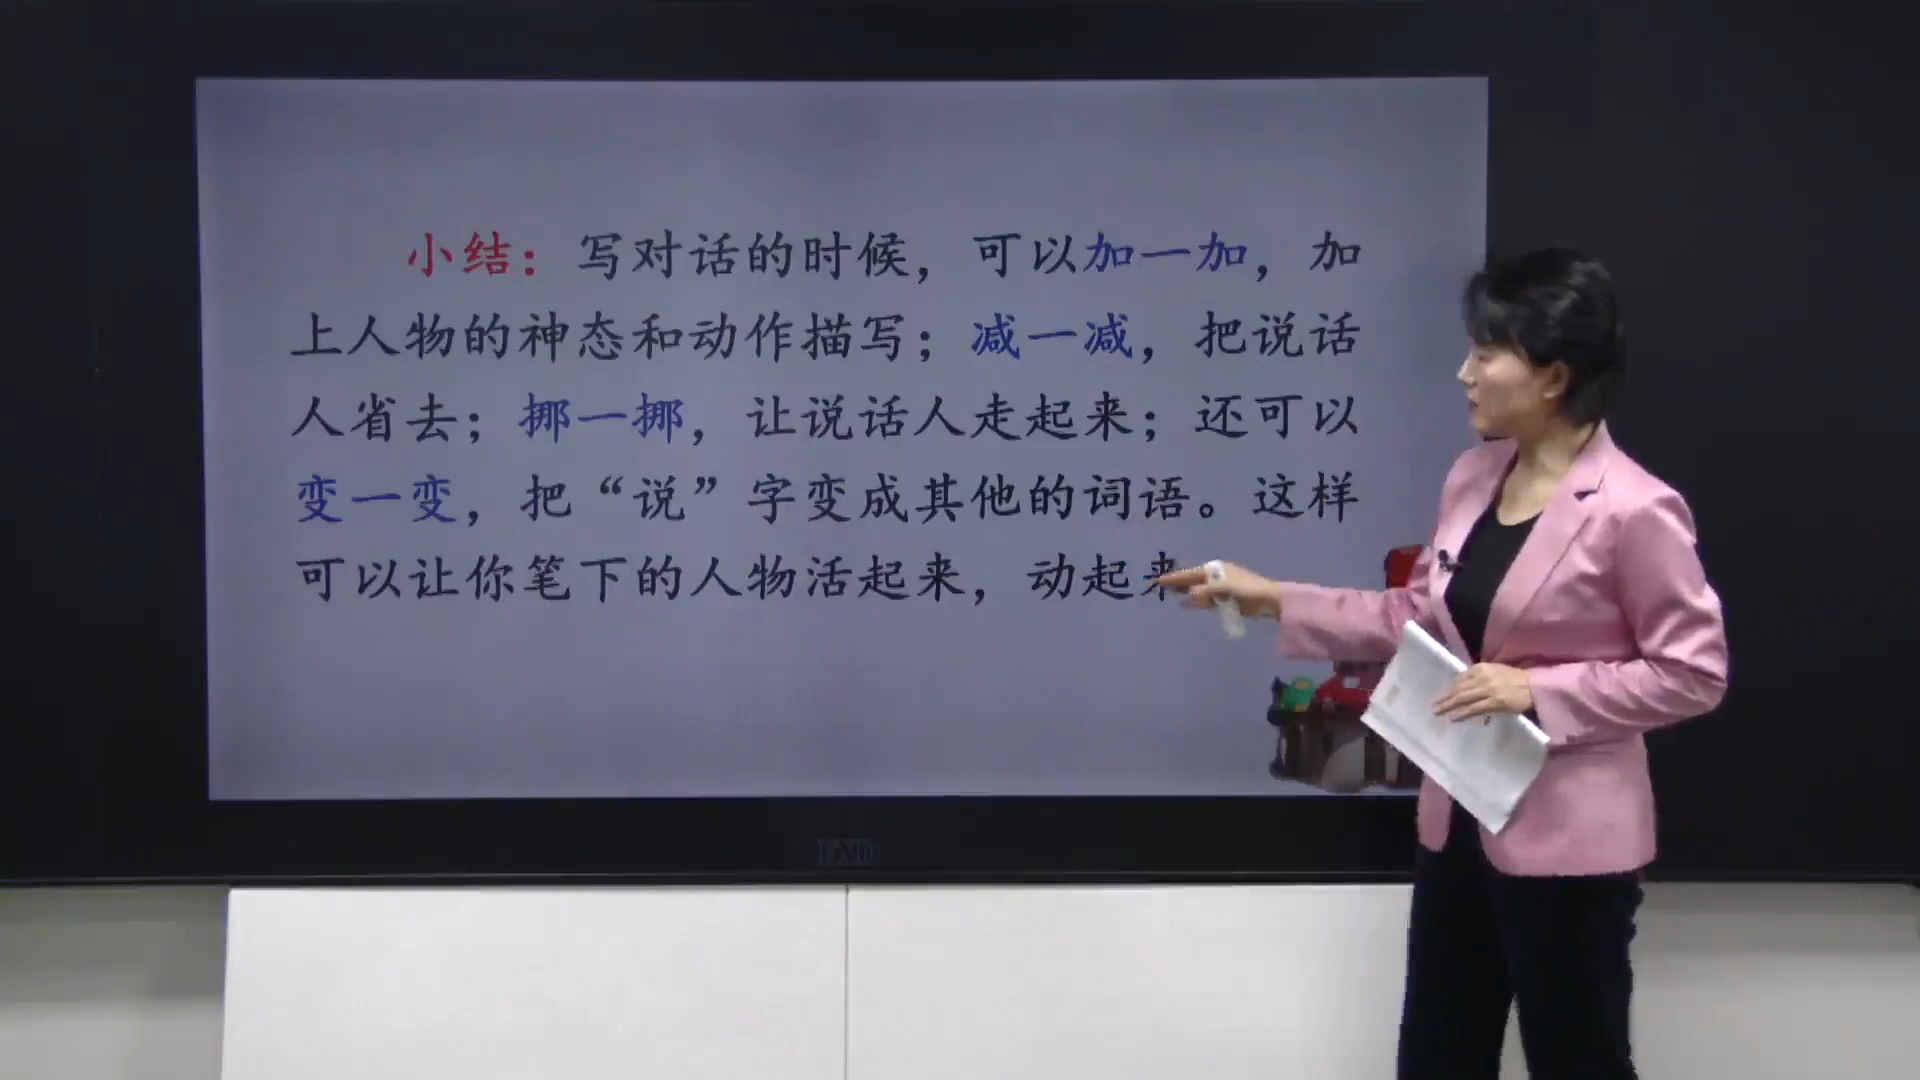 小结：写对话的时候，可以加一加，加
上人物的神态和动作描写；减一减，把说话
人省去；挪一挪，让说话人走起来；还可以
变一变，把“说”字变成其他的词语。这样
可以让你笔下的人物活起来，动起来